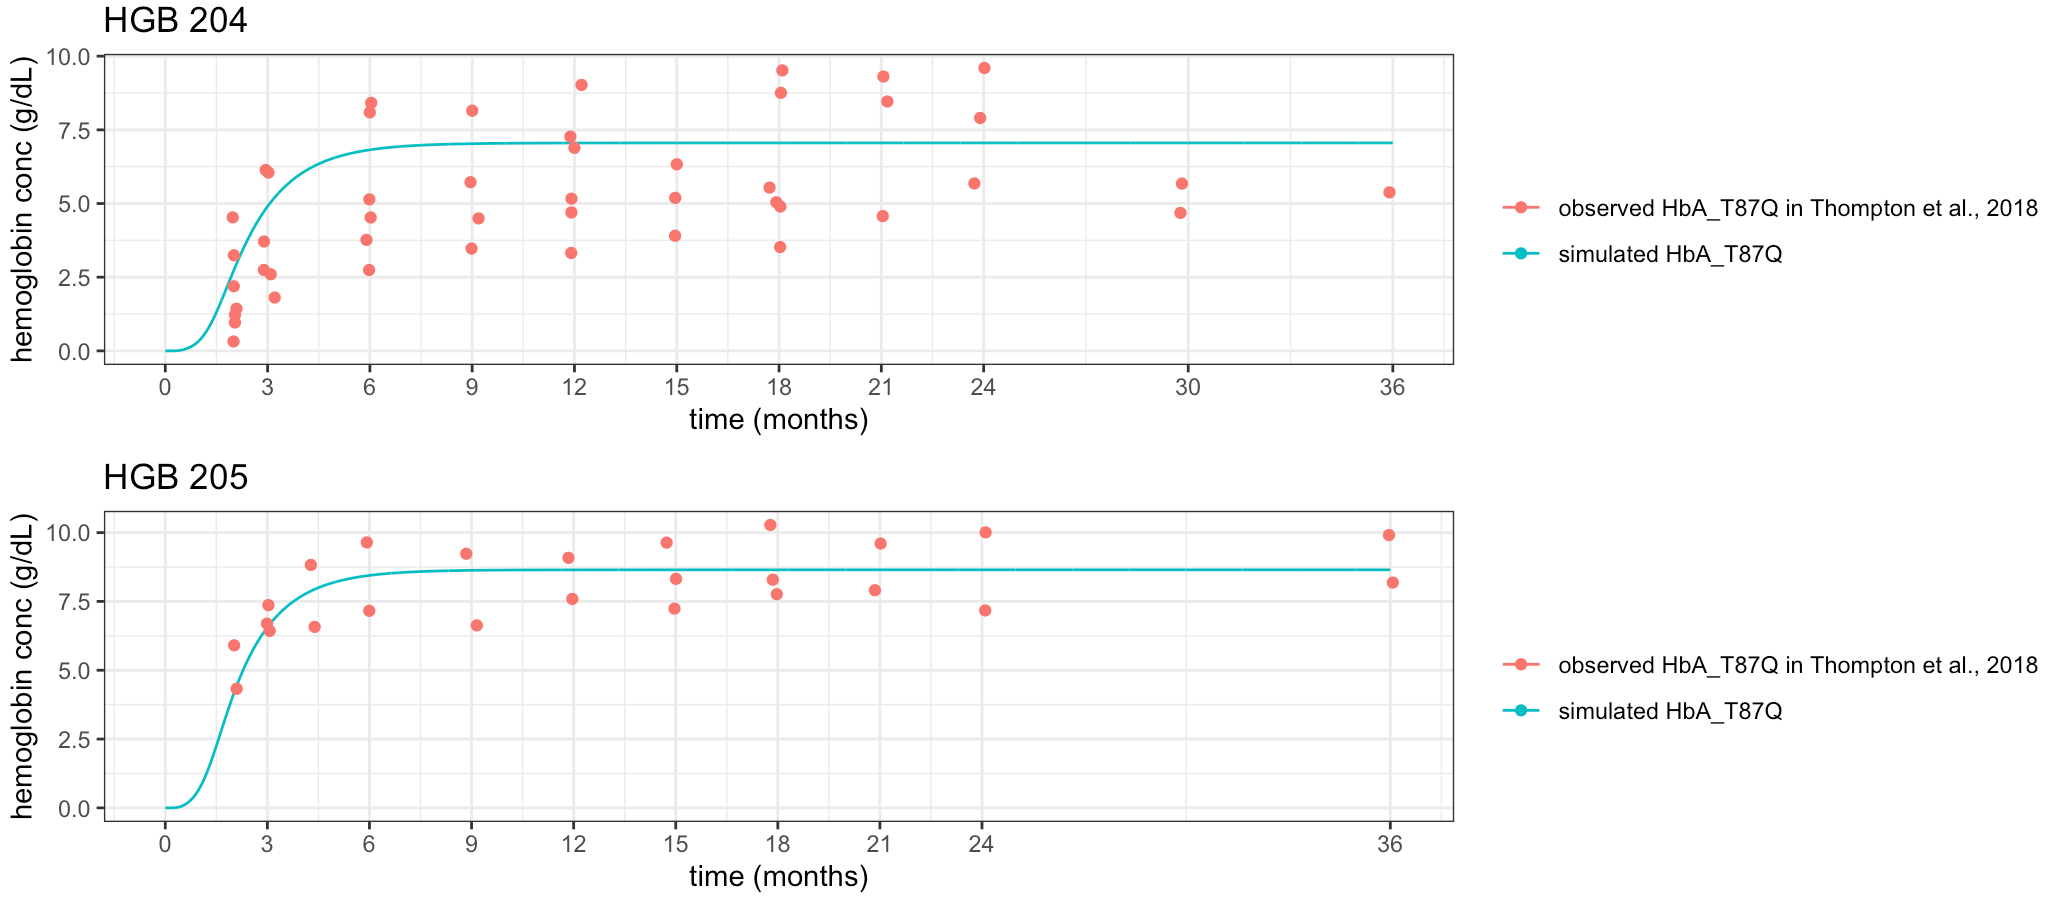 HGB 204
hemoglobin conc (g/dL)
10.0
7.5
5.0
2.5
0.0
0 3 6 9 12 15 18 21 24 30 36
time (months)
observed HbA_T87Q in Thompton et al., 2018
simulated HbA_T87Q
HGB 205
hemoglobin conc (g/dL)
10.0
7.5
5.0
2.5
0.0
0 3 6 9 12 15 18 21 24 36
time (months)
observed HbA_T87Q in Thompton et al., 2018
simulated HbA_T87Q